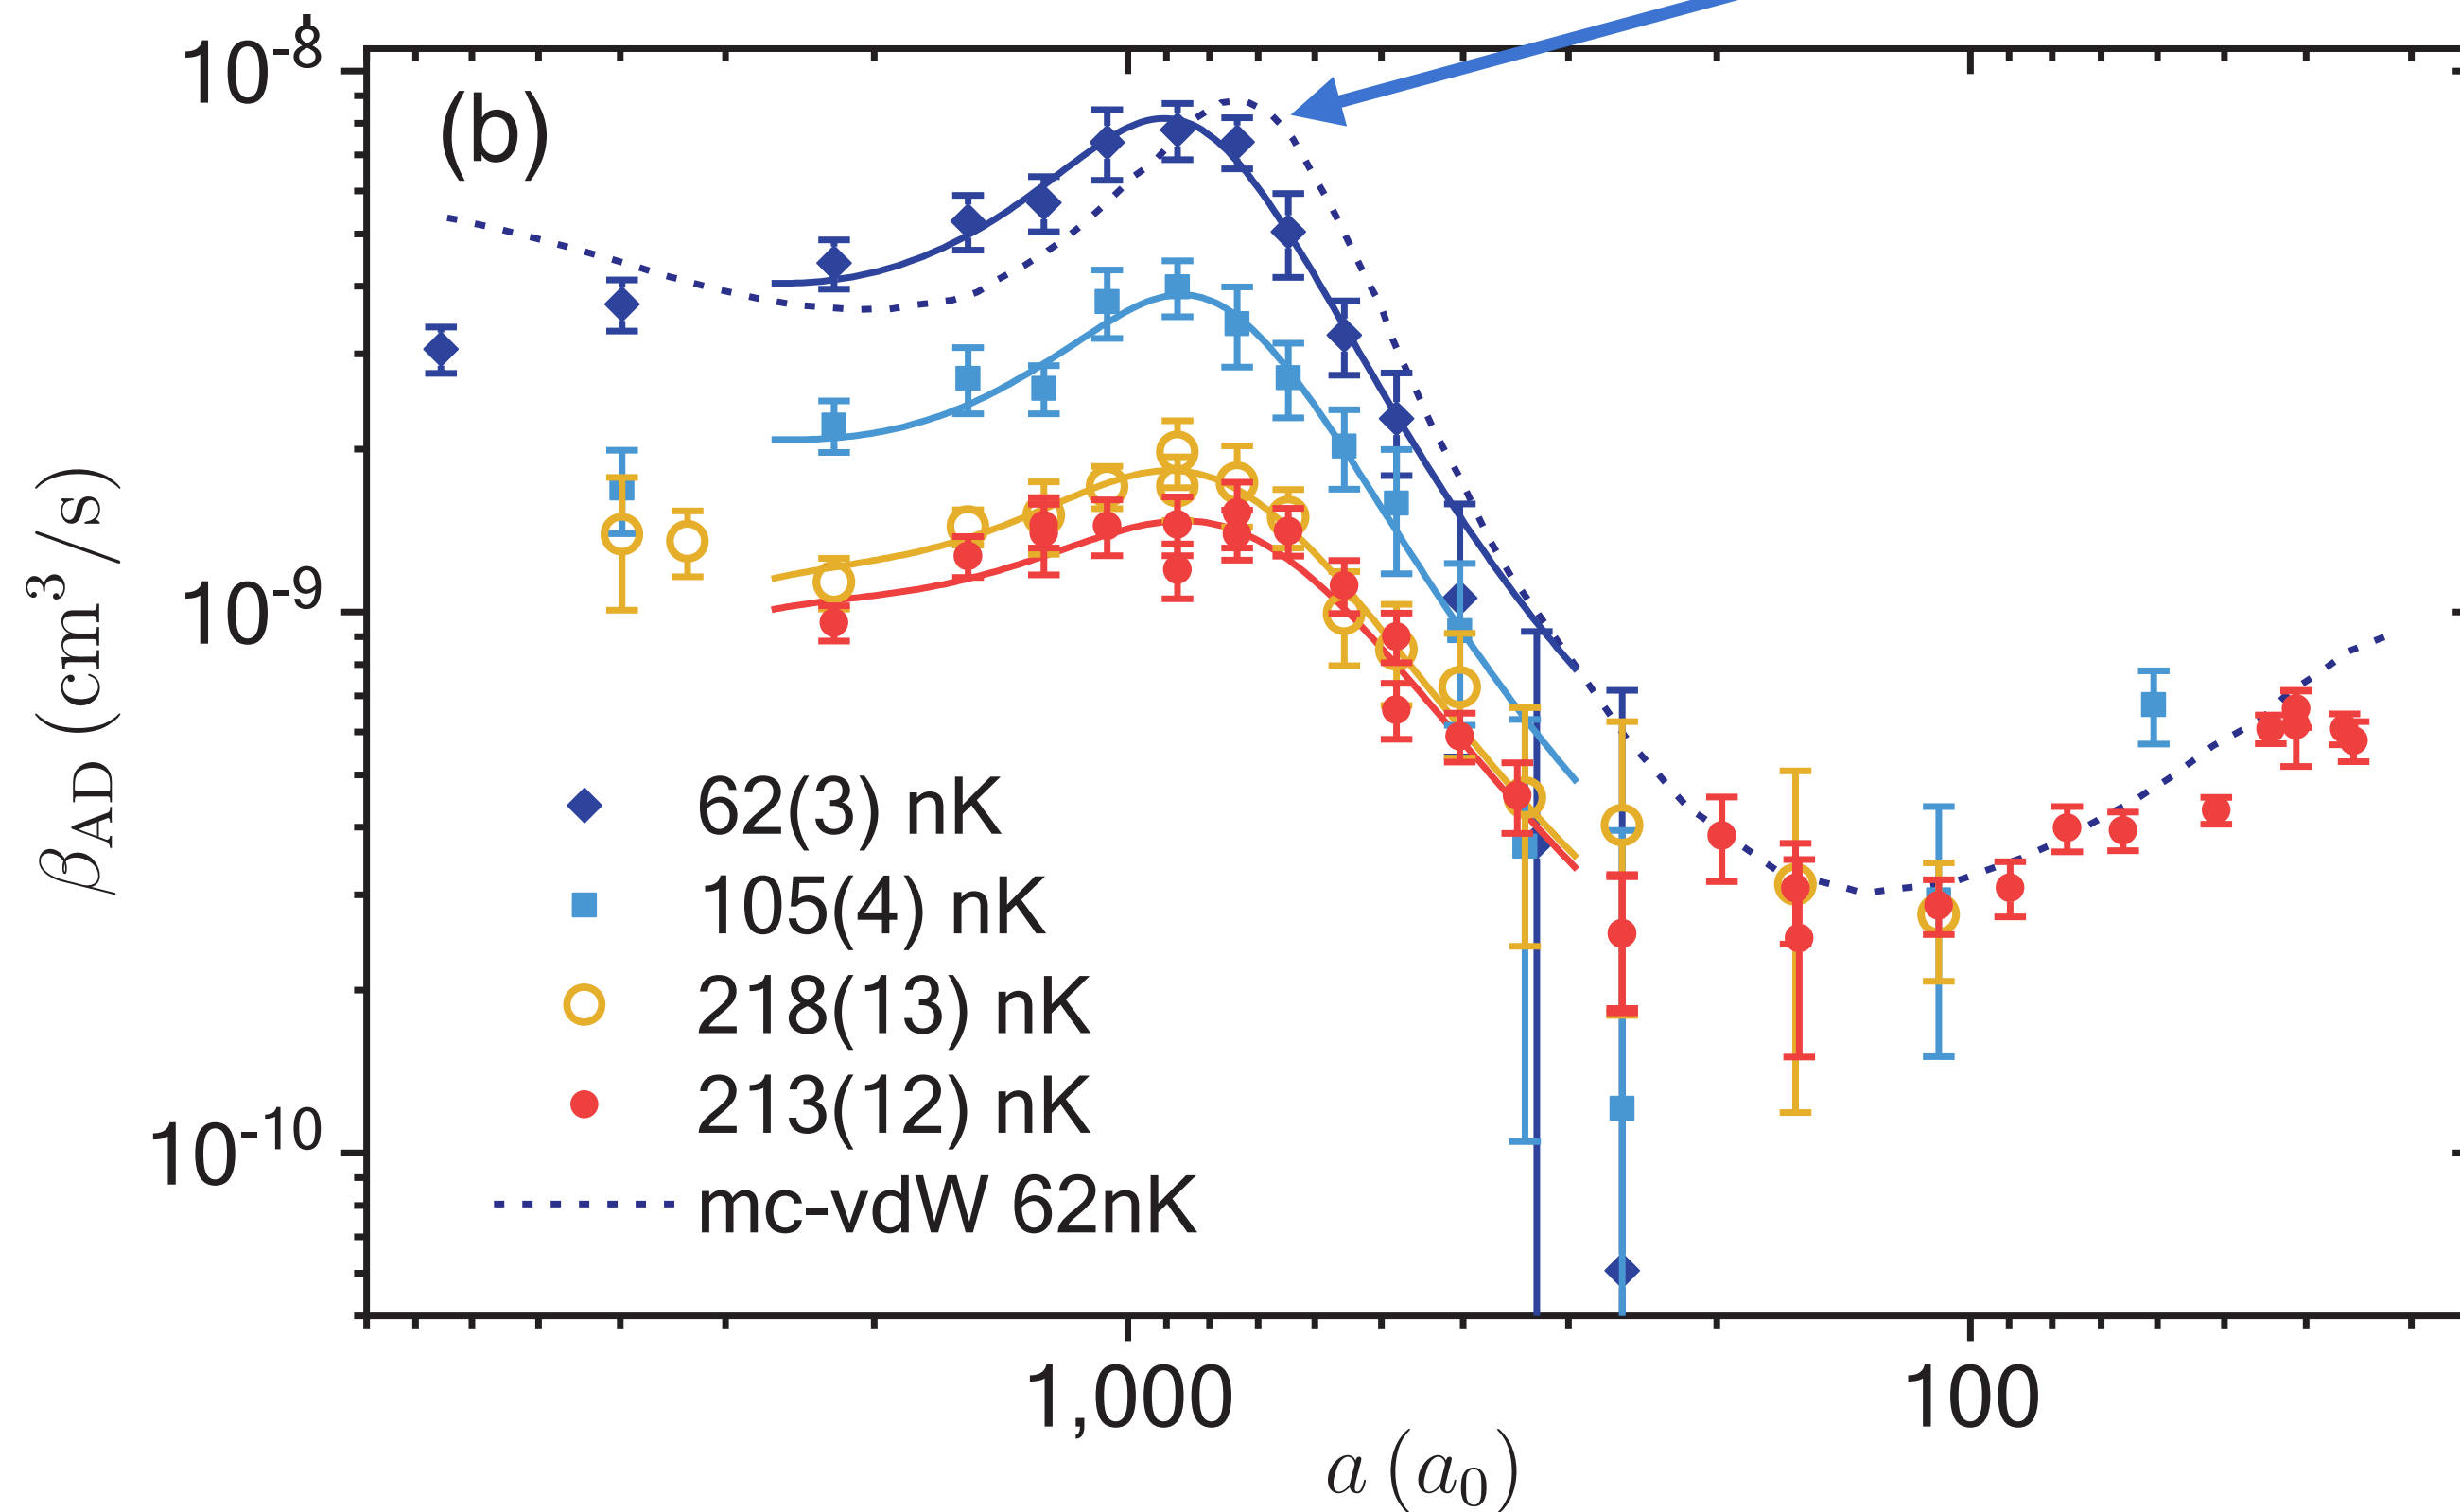 10⁻⁸
(b)
10⁻⁹
10⁻¹⁰
β_AD (cm³/s)
62(3) nK
105(4) nK
218(13) nK
213(12) nK
mc-vdW 62nK
1,000
100
a (a₀)